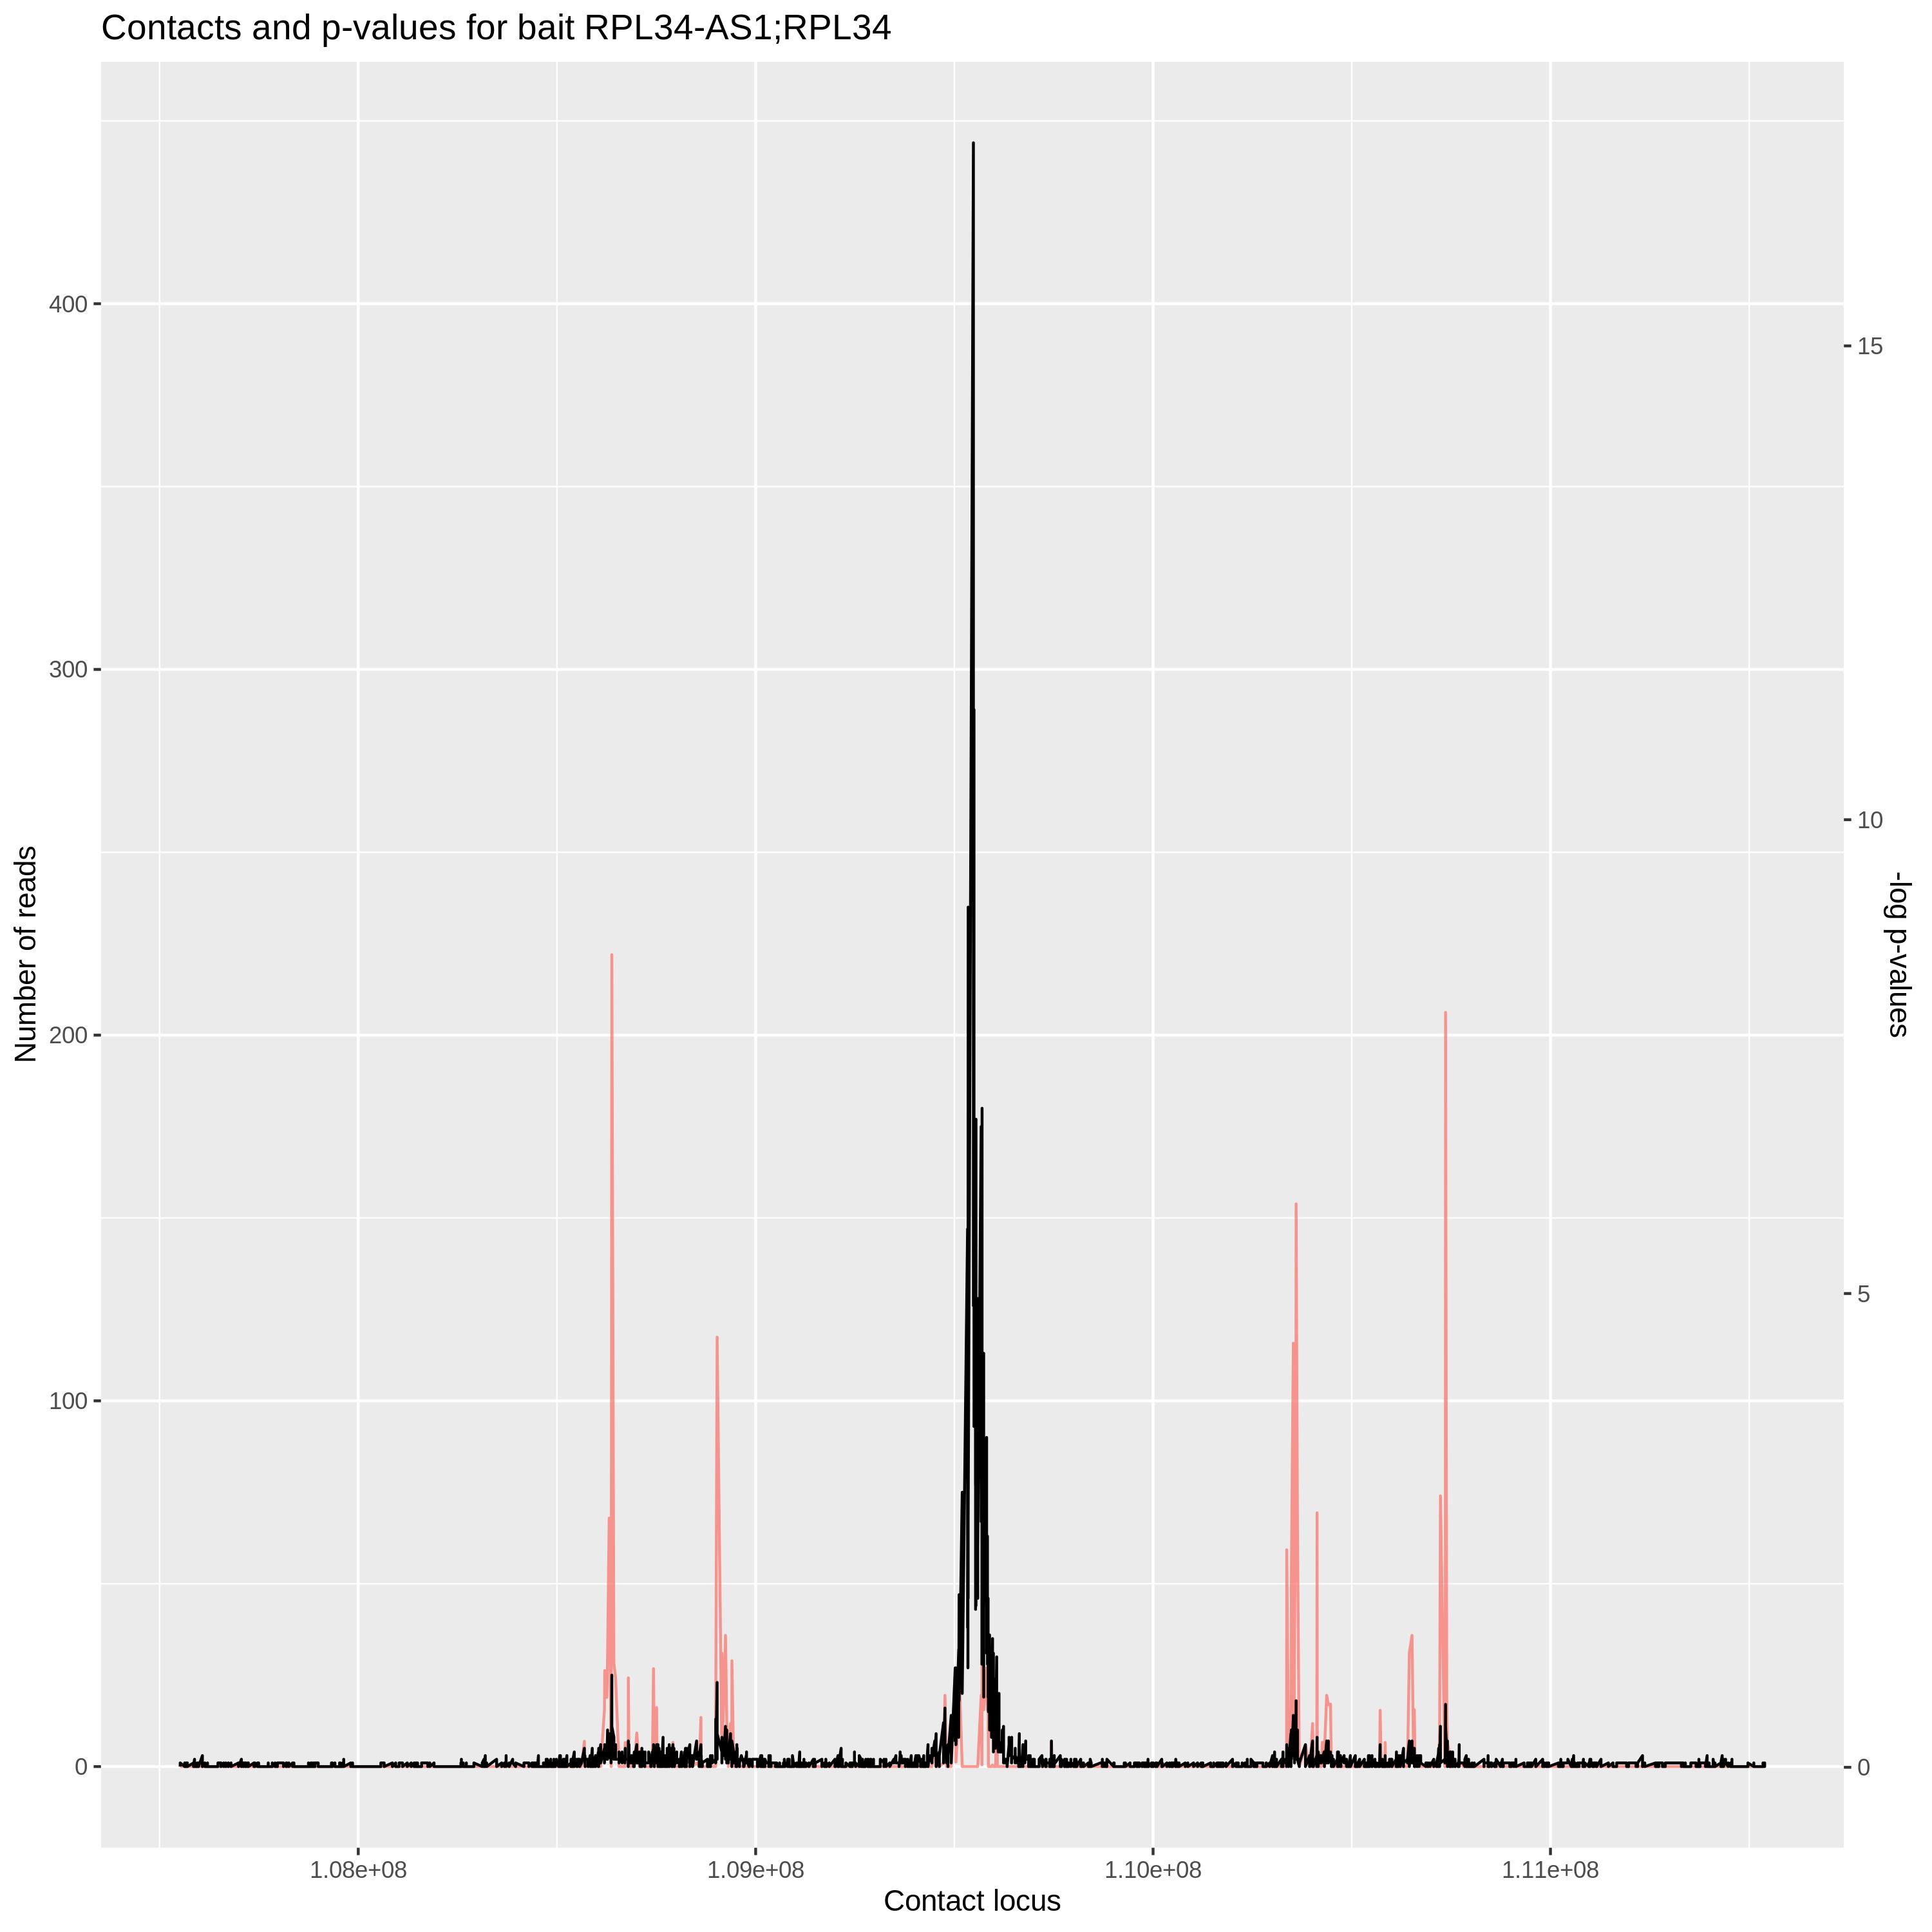 Contacts and p-values for bait RPL34-AS1;RPL34
400
300
200
100
0
Number of reads
15
10
5
0
-log p-values
1.08e+08
1.09e+08
1.10e+08
1.11e+08
Contact locus